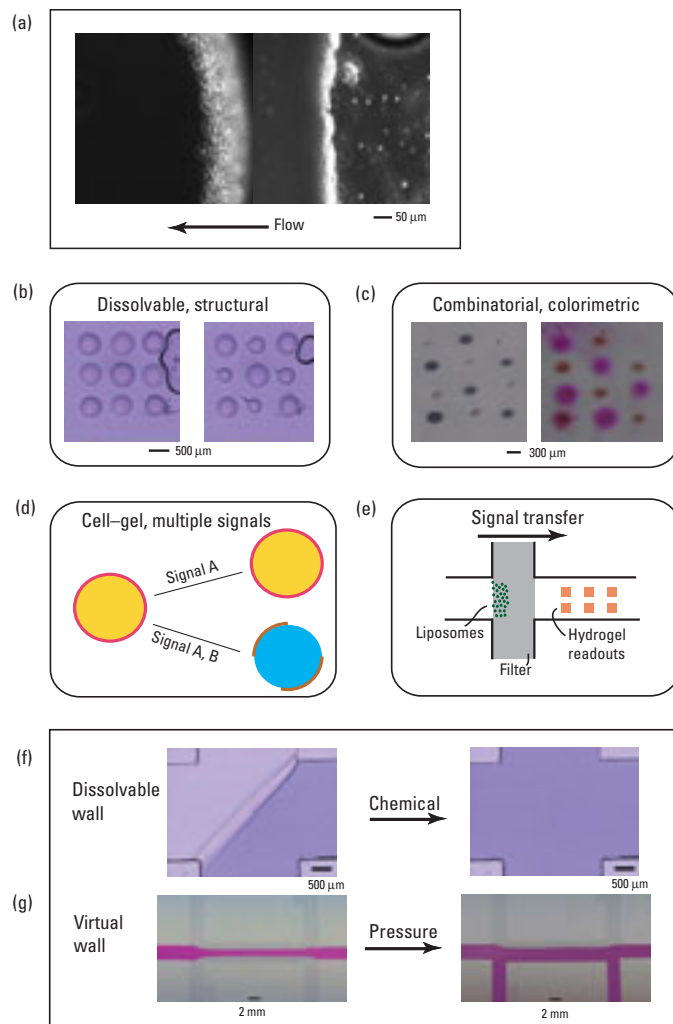 (a)
Flow
50 μm
(b)
Dissolvable, structural
500 μm
(c)
Combinatorial, colorimetric
300 μm
(d)
Cell–gel, multiple signals
Signal A
Signal A, B
(e)
Signal transfer
Liposomes
Hydrogel
readouts
Filter
(f)
Dissolvable
wall
Chemical
500 μm
500 μm
(g)
Virtual
wall
Pressure
2 mm
2 mm